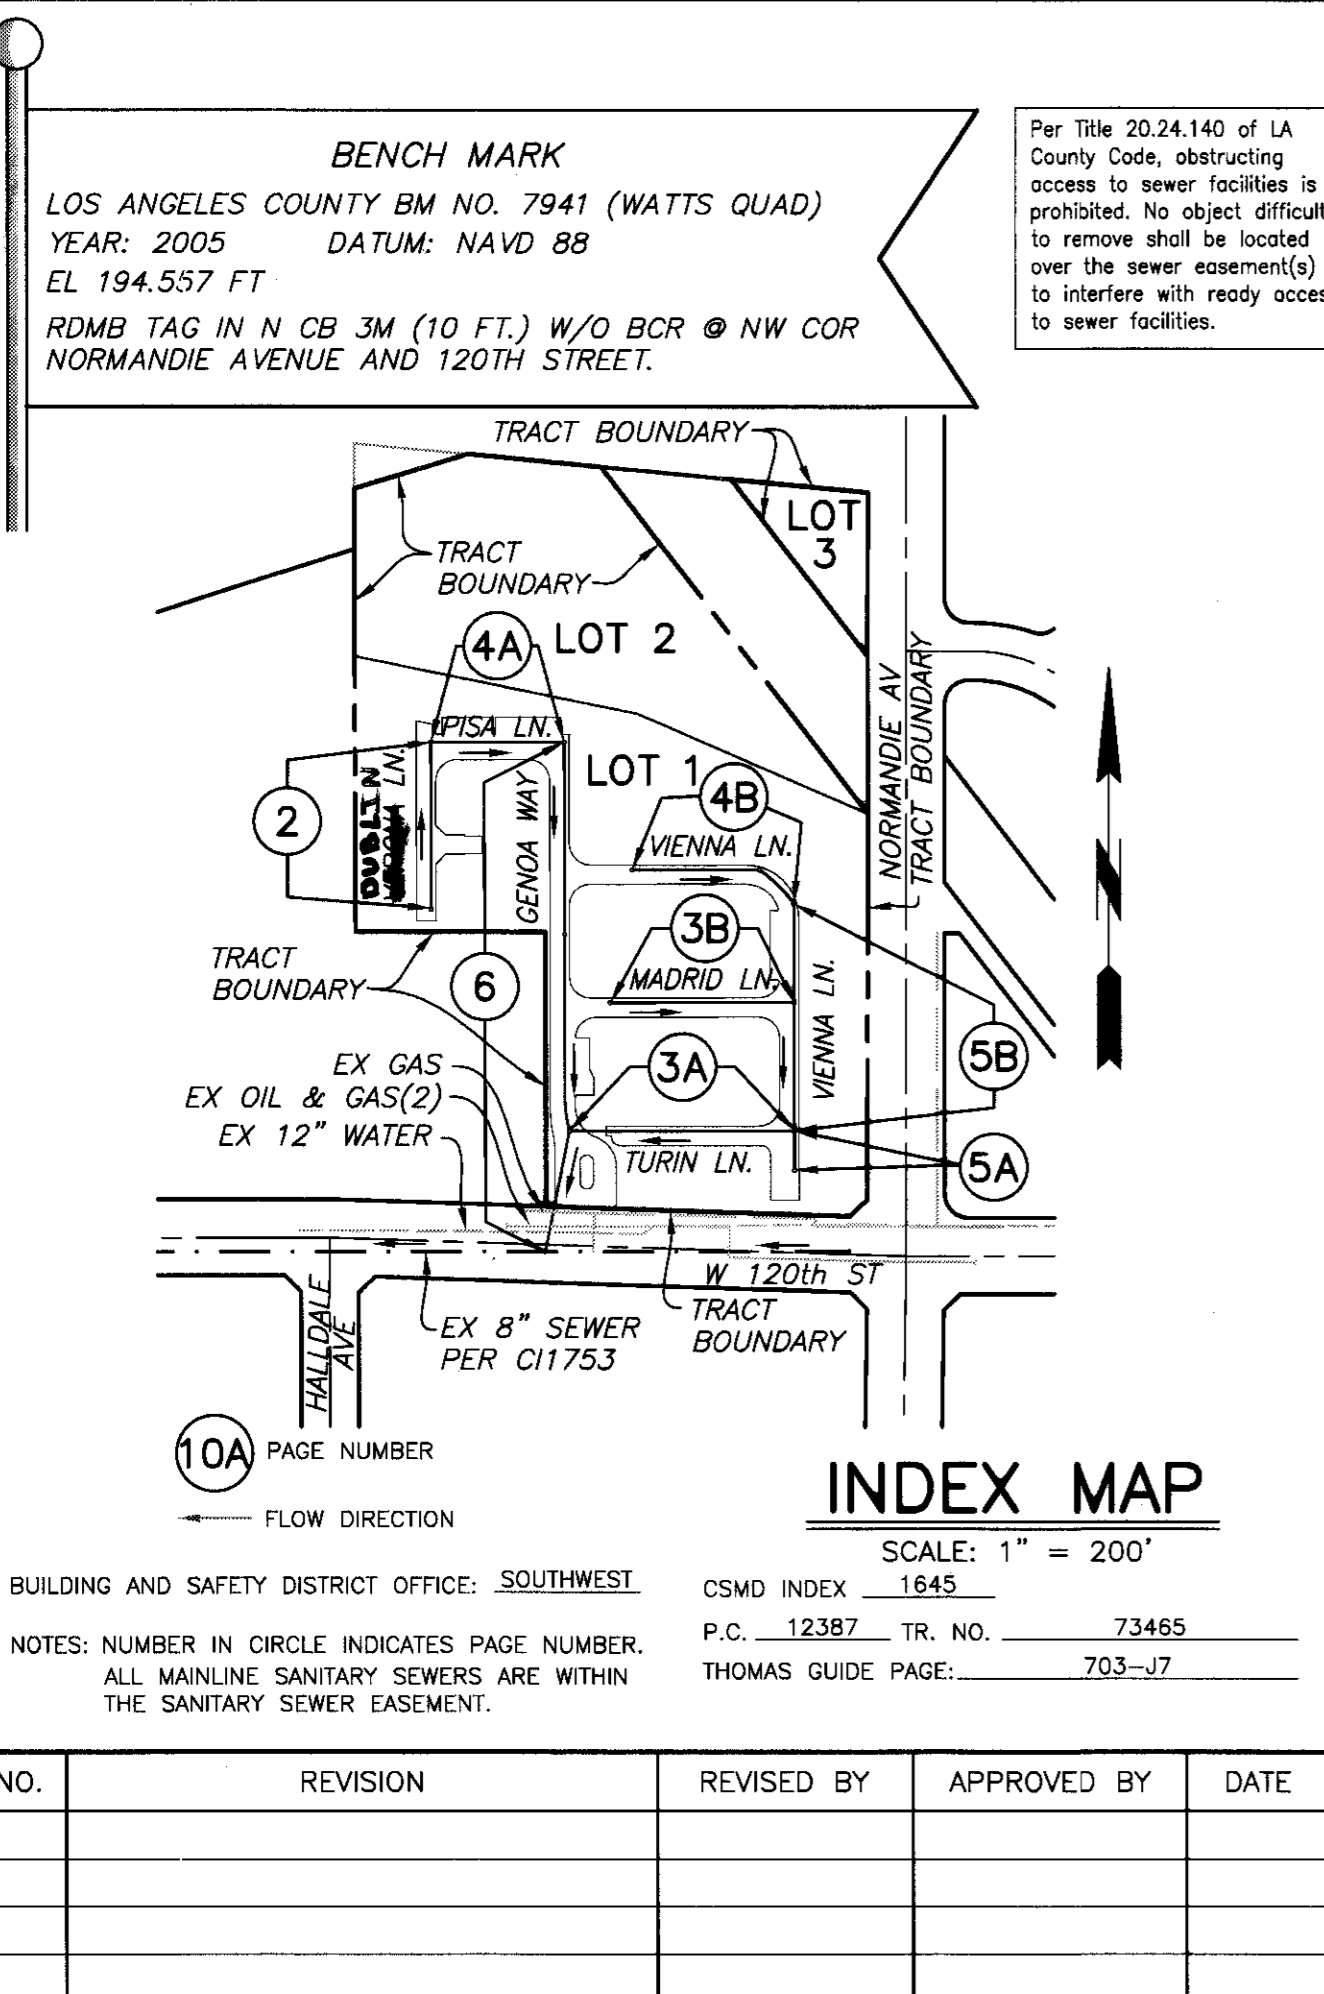 BENCH MARK
LOS ANGELES COUNTY BM NO. 7941 (WATTS QUAD)
YEAR: 2005 DATUM: NAVD 88
EL 194.557 FT
RDMB TAG IN N CB 3M (10 FT.) W/O BCR @ NW COR
NORMANDIE AVENUE AND 120TH STREET.
Per Title 20.24.140 of LA
County Code, obstructing
access to sewer facilities is
prohibited. No object difficult
to remove shall be located
over the sewer easement(s)
to interfere with ready
to sewer facilities.
TRACT BOUNDARY
LOT
3
TRACT
BOUNDARY
4A
LOT 2
NORMANDIE AV
TRACT BOUNDARY
PISA LN.
2
DUBLIN
LN.
GENOA WAY
LOT 1
4B
VIENNA LN.
3B
MADRID LN.
TRACT
BOUNDARY
6
VIENNA LN.
5B
EX GAS
3A
EX OIL & GAS(2)
EX 12" WATER
TURIN LN.
5A
W 120th ST
HALLDALE
AVE
EX 8" SEWER
PER CI1753
TRACT
BOUNDARY
10A PAGE NUMBER
FLOW DIRECTION
INDEX MAP
SCALE: 1" = 200'
BUILDING AND SAFETY DISTRICT OFFICE: SOUTHWEST
CSMD INDEX 1645
P.C. 12387 TR. NO. 73465
THOMAS GUIDE PAGE: 703-J7
NOTES: NUMBER IN CIRCLE INDICATES PAGE NUMBER.
ALL MAINLINE SANITARY SEWERS ARE WITHIN
THE SANITARY SEWER EASEMENT.
NO. REVISION REVISED BY APPROVED BY DATE